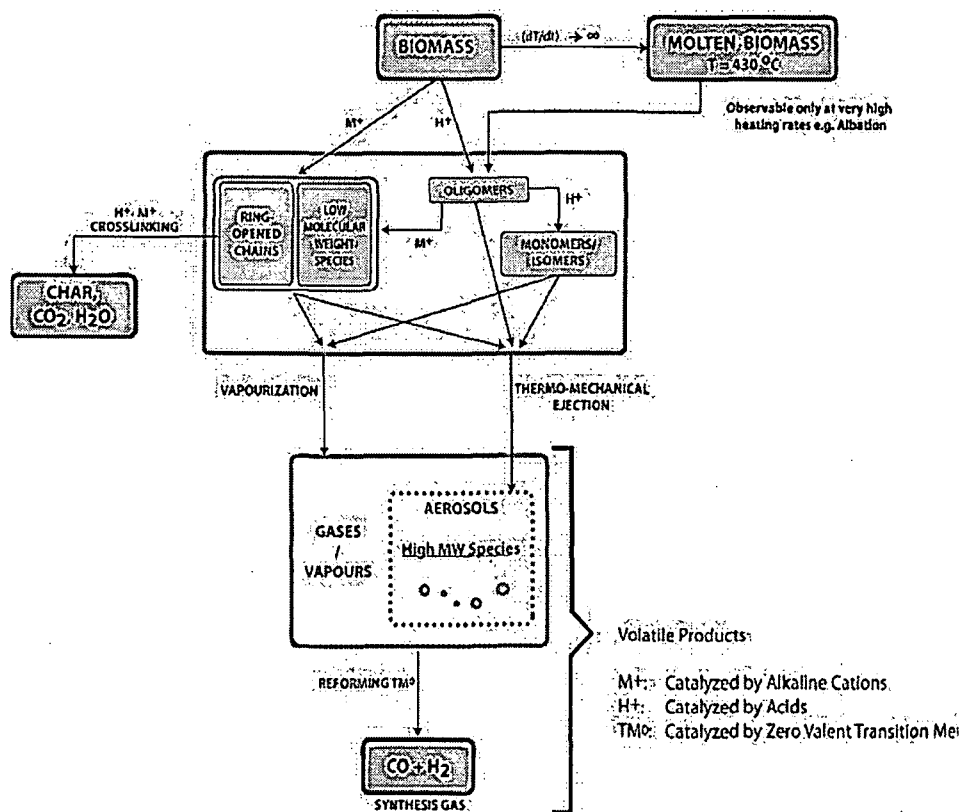 BIOMASS
(dT/dt) → ∞
MOLTEN BIOMASS
T = 430 °C
Observable only at very high
heating rates e.g. Albation
M+
H+
OLIGOMERS
H+
H+, M+
CROSSLINKING
RING-
OPENED
CHAINS
LOW
MOLECULAR
WEIGHT
SPECIES
M+
MONOMERS/
(ISOMERS)
CHAR,
(CO2, H2O)
VAPOURIZATION
THERMO-MECHANICAL
EJECTION
GASES
/
VAPOURS
AEROSOLS
High MW Species
Volatile Products
REFORMING TM°
M+: Catalyzed by Alkaline Cations
H+: Catalyzed by Acids
TM°: Catalyzed by Zero Valent Transition Me
CO + H2
SYNTHESIS GAS